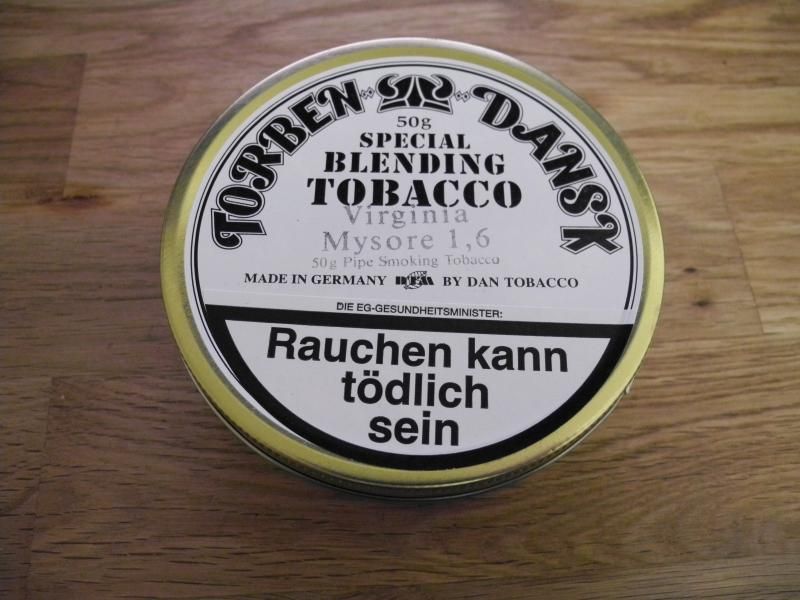 TORBEN DANSK
50g
SPECIAL
BLENDING
TOBACCO
Virginia
Mysore 1,6
50g Pipe Smoking Tobacco
MADE IN GERMANY DTM BY DAN TOBACCO
DIE EG-GESUNDHEITSMINISTER:
Rauchen kann
tödlich
sein